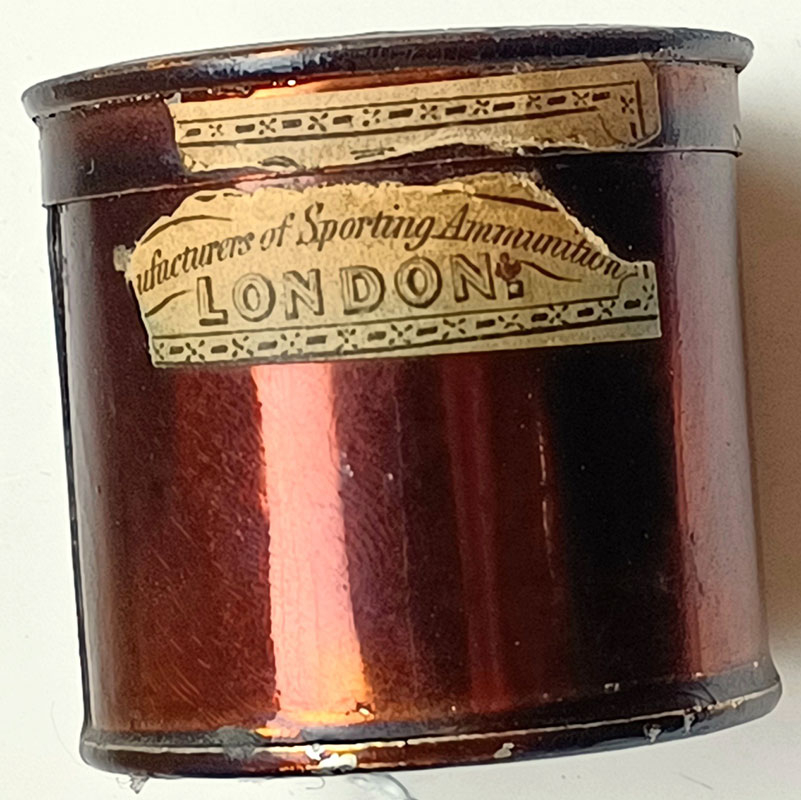 ufacturers of Sporting Ammunition
LONDON.